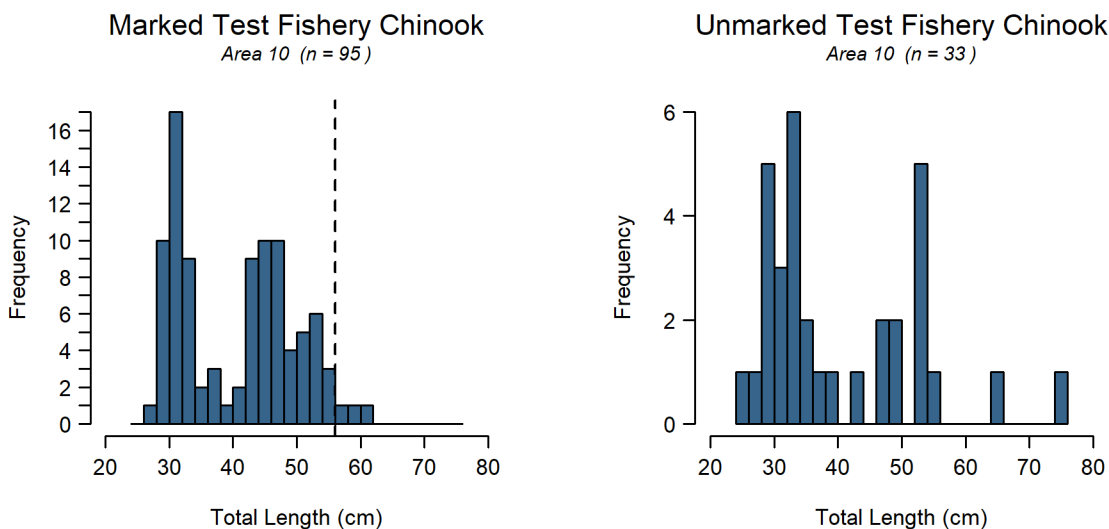 Marked Test Fishery Chinook
Area 10 (n = 95 )
Frequency
16
14
12
10
8
6
4
2
0
20 30 40 50 60 70 80
Total Length (cm)
Unmarked Test Fishery Chinook
Area 10 (n = 33 )
Frequency
6
4
2
0
20 30 40 50 60 70 80
Total Length (cm)